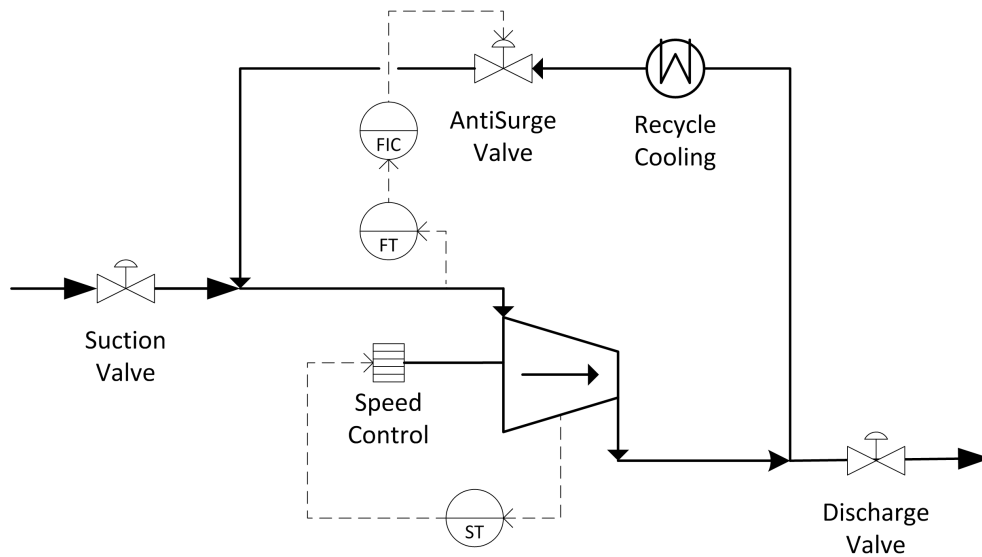 FIC
AntiSurge
Valve
Recycle
Cooling
FT
Suction
Valve
Speed
Control
ST
Discharge
Valve